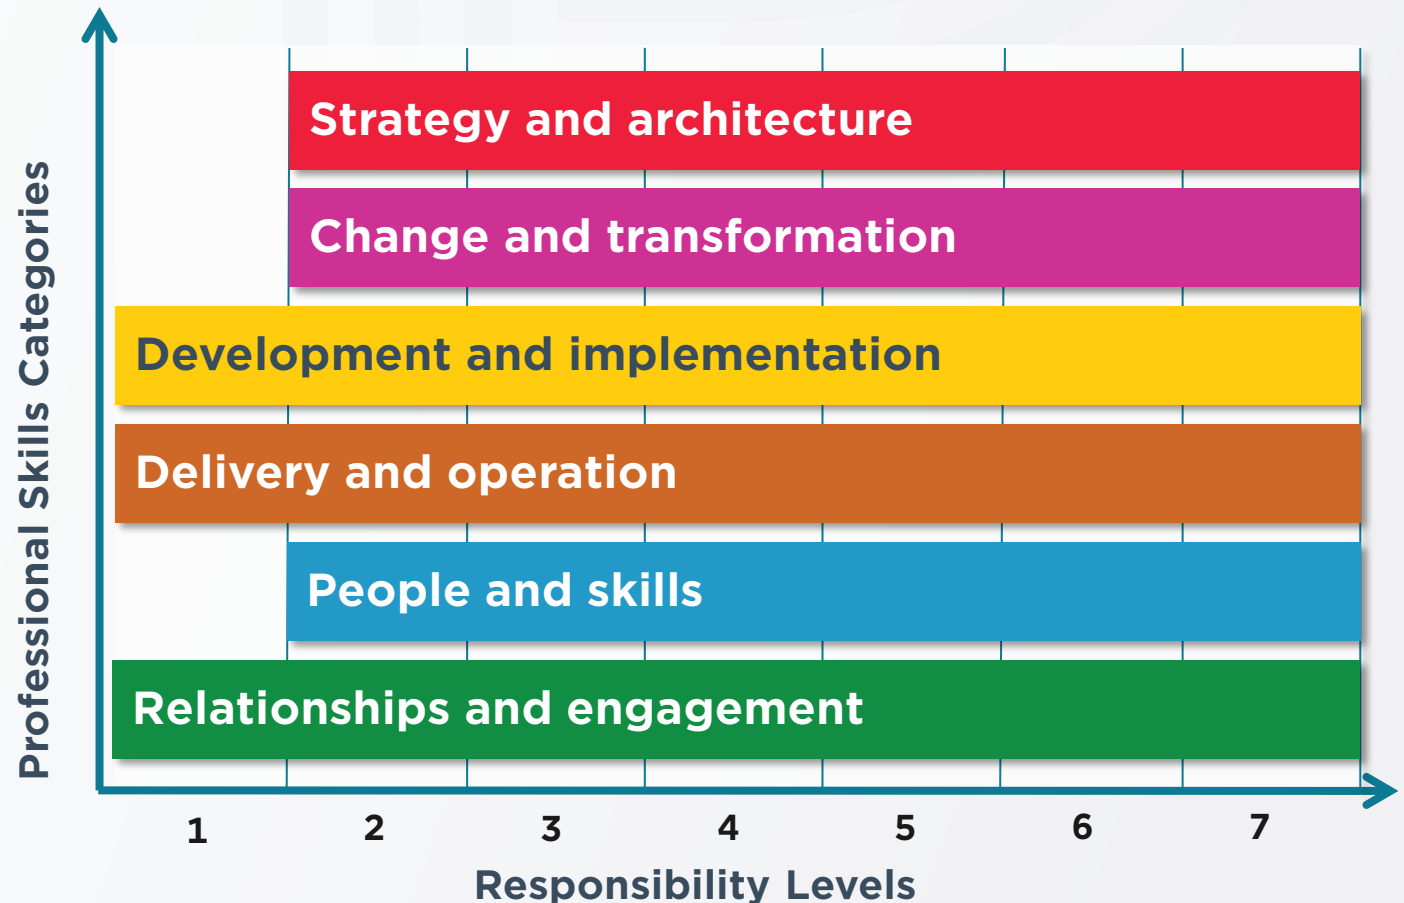 Professional Skills Categories
Strategy and architecture
Change and transformation
Development and implementation
Delivery and operation
People and skills
Relationships and engagement
1 2 3 4 5 6 7
Responsibility Levels